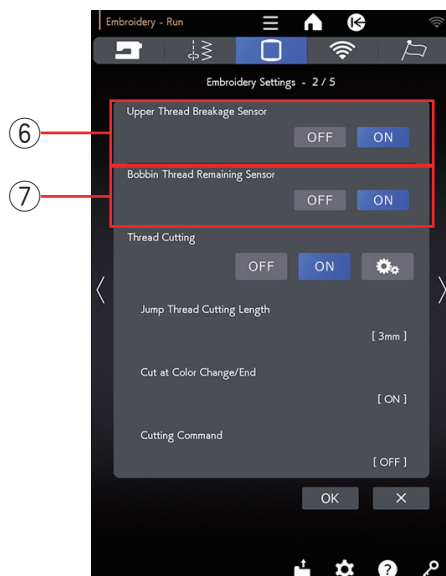 Embroidery - Run
Embroidery Settings - 2 / 5
⑥
Upper Thread Breakage Sensor
OFF ON
⑦
Bobbin Thread Remaining Sensor
OFF ON
Thread Cutting
OFF ON
Jump Thread Cutting Length
[ 3mm ]
Cut at Color Change/End
[ ON ]
Cutting Command
[ OFF ]
OK ×
?